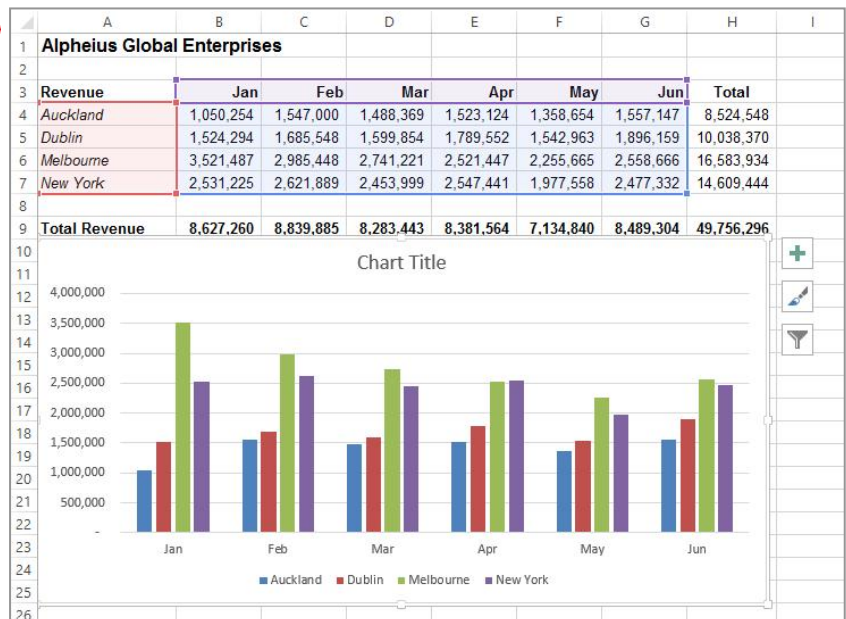 A B C D E F G H I
1 Alpheius Global Enterprises
2
3 Revenue Jan Feb Mar Apr May Jun Total
4 Auckland 1,050,254 1,547,000 1,488,369 1,523,124 1,358,654 1,557,147 8,524,548
5 Dublin 1,524,294 1,685,548 1,599,854 1,789,552 1,542,963 1,896,159 10,038,370
6 Melbourne 3,521,487 2,985,448 2,741,221 2,521,447 2,255,665 2,558,666 16,583,934
7 New York 2,531,225 2,621,889 2,453,999 2,547,441 1,977,558 2,477,332 14,609,444
8
9 Total Revenue 8,627,260 8,839,885 8,283,443 8,381,564 7,134,840 8,489,304 49,756,296
10 Chart Title
11
12 4,000,000
13 3,500,000
14 3,000,000
15
16 2,500,000
17 2,000,000
18 1,500,000
19
20 1,000,000
21 500,000
22 -
23 Jan Feb Mar Apr May Jun
24 Auckland Dublin Melbourne New York
25
26